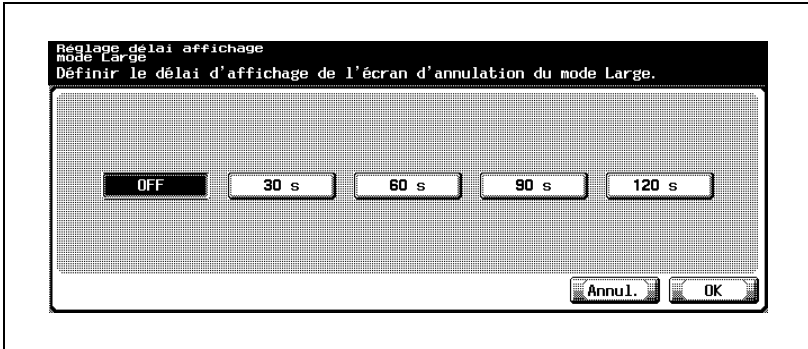 Réglage délai affichage
mode Large
Définir le délai d'affichage de l'écran d'annulation du mode Large.
OFF 30 s 60 s 90 s 120 s
Annul. OK